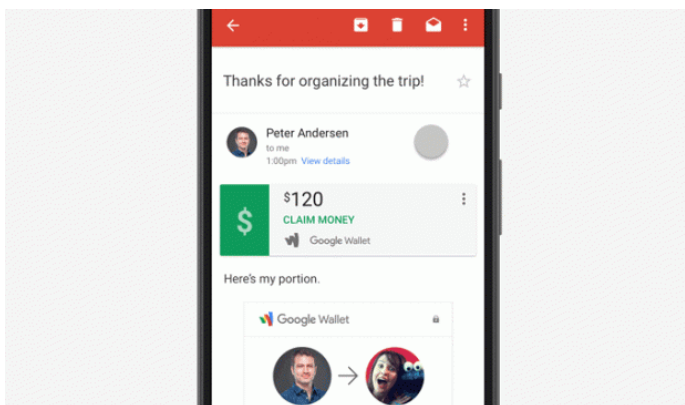 Thanks for organizing the trip!
Peter Andersen
to me
1:00pm View details
$120
$
CLAIM MONEY
Google Wallet
Here's my portion.
Google Wallet